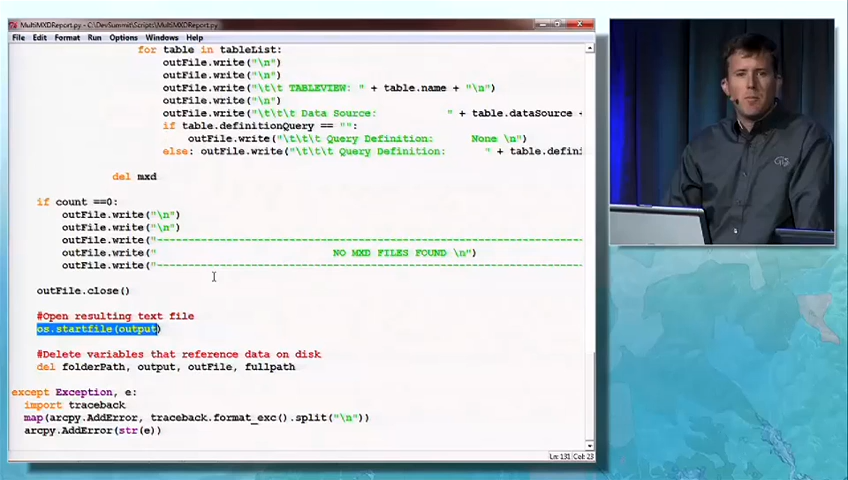 MultiMXDReport.py - C:\DevSummit\Scripts\MultiMXDReport.py
File Edit Format Run Options Windows Help
for table in tableList:
outFile.write("\n")
outFile.write("\n")
outFile.write("\t\t TABLEVIEW: " + table.name + "\n")
outFile.write("\n")
outFile.write("\t\t\t Data Source: " + table.dataSource +
if table.definitionQuery == "":
outFile.write("\t\t\t Query Definition: None \n")
else: outFile.write("\t\t\t Query Definition: " + table.defini
del mxd
if count ==0:
outFile.write("\n")
outFile.write("\n")
outFile.write("----------------------------------------------------------------------
outFile.write(" NO MXD FILES FOUND \n")
outFile.write("----------------------------------------------------------------------
outFile.close()
#Open resulting text file
os.startfile(output)
#Delete variables that reference data on disk
del folderPath, output, outFile, fullpath
except Exception, e:
import traceback
map(arcpy.AddError, traceback.format_exc().split("\n"))
arcpy.AddError(str(e))
Ln: 131 Col: 23